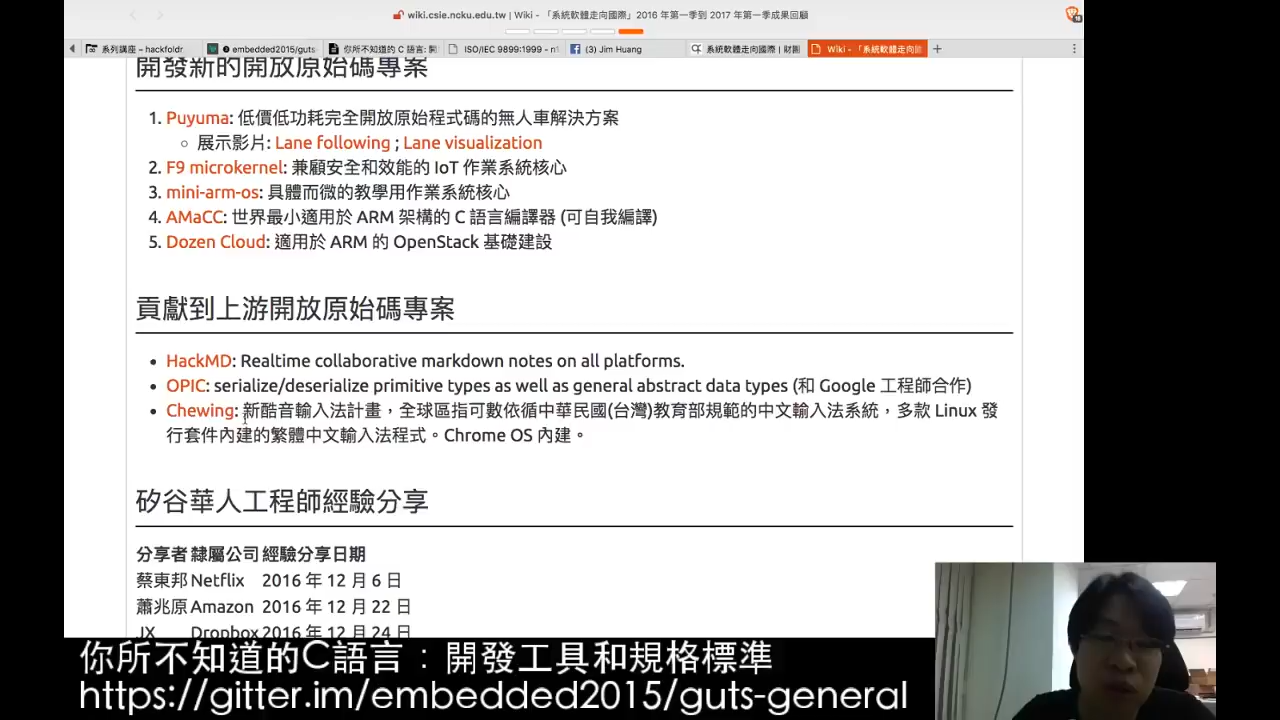 wiki.csie.ncku.edu.tw | Wiki - 「系統軟體走向國際」2016 年第一季到 2017 年第一季成果回顧
系列講座 – hackfoldr
embedded2015/guts
你所不知道的 C 語言: 開
ISO/IEC 9899:1999 - n1
(3) Jim Huang
系統軟體走向國際 | 財團
Wiki - 「系統軟體走向國際
開發新的開放原始碼專案
1. Puyuma: 低價低功耗完全開放原始程式碼的無人車解決方案
展示影片: Lane following ; Lane visualization
2. F9 microkernel: 兼顧安全和效能的 IoT 作業系統核心
3. mini-arm-os: 具體而微的教學用作業系統核心
4. AMaCC: 世界最小適用於 ARM 架構的 C 語言編譯器 (可自我編譯)
5. Dozen Cloud: 適用於 ARM 的 OpenStack 基礎建設
貢獻到上游開放原始碼專案
HackMD: Realtime collaborative markdown notes on all platforms.
OPIC: serialize/deserialize primitive types as well as general abstract data types (和 Google 工程師合作)
Chewing: 新酷音輸入法計畫，全球區指可數依循中華民國(台灣)教育部規範的中文輸入法系統，多款 Linux 發
行套件內建的繁體中文輸入法程式。Chrome OS 內建。
矽谷華人工程師經驗分享
分享者 隸屬公司 經驗分享日期
蔡東邦 Netflix 2016 年 12 月 6 日
蕭兆原 Amazon 2016 年 12 月 22 日
JX Dropbox 2016 年 12 月 24 日
你所不知道的C語言：開發工具和規格標準
https://gitter.im/embedded2015/guts-general